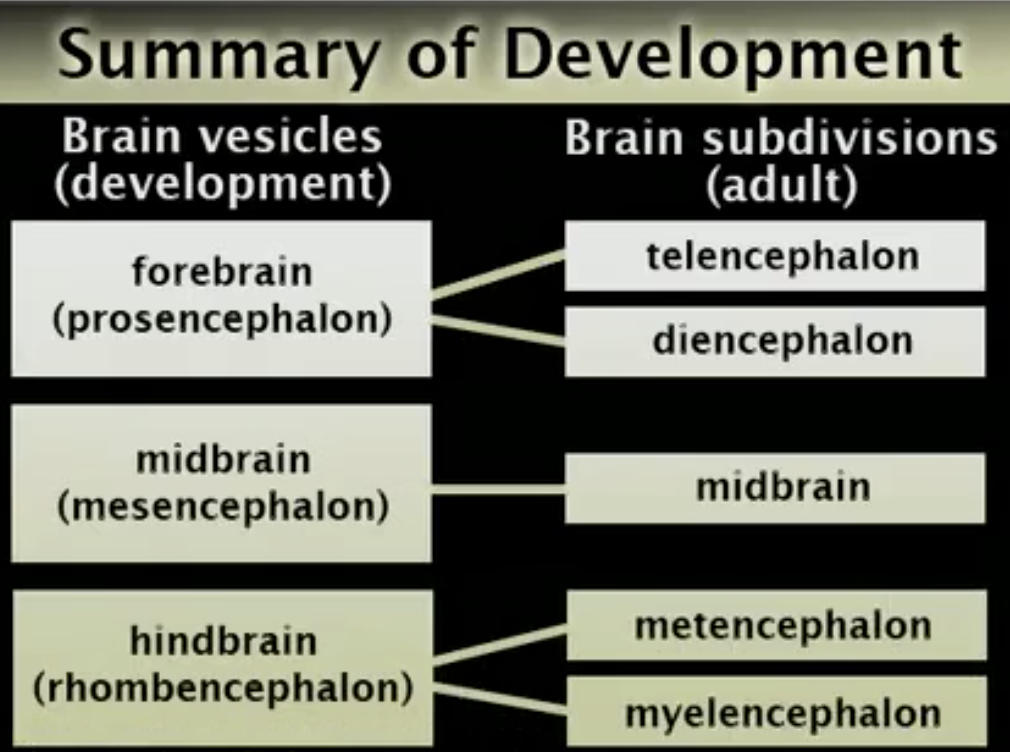 Summary of Development
Brain vesicles
(development)
Brain subdivisions
(adult)
forebrain
(prosencephalon)
telencephalon
diencephalon
midbrain
(mesencephalon)
midbrain
hindbrain
(rhombencephalon)
metencephalon
myelencephalon